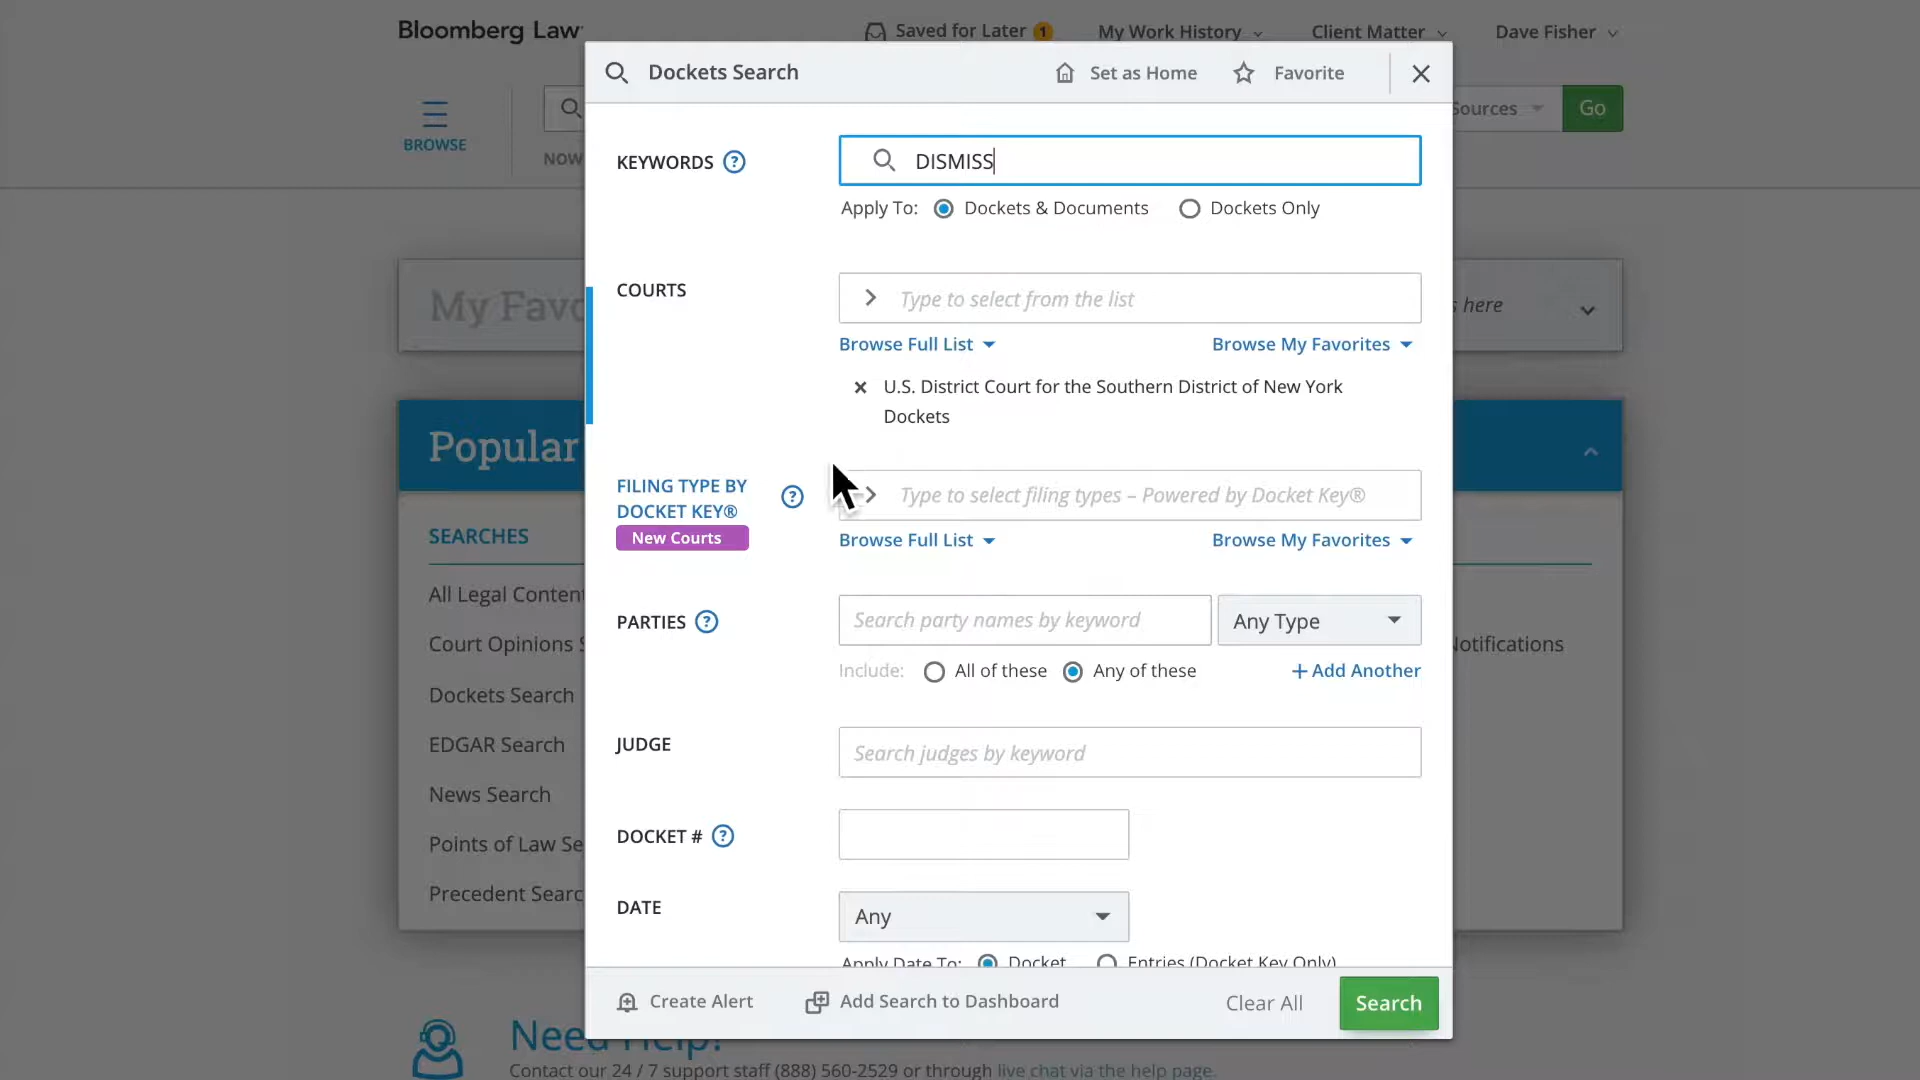 Bloomberg Law
Saved for Later 1
My Work History
Client Matter
Dave Fisher
Dockets Search
Set as Home
Favorite
BROWSE
Sources
Go
NOW
KEYWORDS ?
DISMISS
Apply To: Dockets & Documents Dockets Only
COURTS
Type to select from the list
Browse Full List
Browse My Favorites
U.S. District Court for the Southern District of New York
Dockets
My Favo
here
Popular
FILING TYPE BY
DOCKET KEY® ?
New Courts
Type to select filing types – Powered by Docket Key®
Browse Full List
Browse My Favorites
SEARCHES
All Legal Content
Court Opinions S
Dockets Search
EDGAR Search
News Search
Points of Law Se
Precedent Searc
Notifications
PARTIES ?
Search party names by keyword
Any Type
Include: All of these Any of these
+ Add Another
JUDGE
Search judges by keyword
DOCKET # ?
DATE
Any
Apply Date To: Docket Entries (Docket Key Only)
Create Alert
Add Search to Dashboard
Clear All
Search
Need Help?
Contact our 24 / 7 support staff (888) 560-2529 or through live chat via the help page.